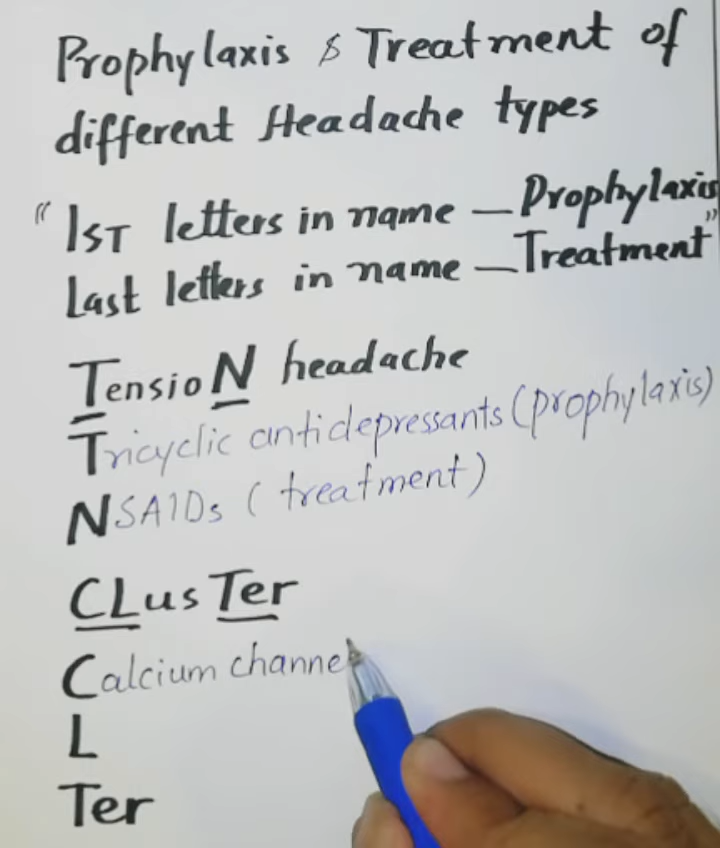 Prophylaxis & Treatment of
different Headache types
"1ST letters in name — Prophylaxis
Last letters in name — Treatment"
TensioN headache
Tricyclic antidepressants (prophylaxis)
NSAIDs (treatment)
CLusTer
Calcium channel
L
Ter